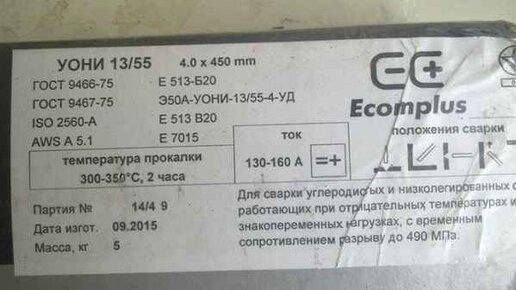 УОНИ 13/55 4.0 x 450 mm
ГОСТ 9466-75 Е 513-Б20
ГОСТ 9467-75 Э50А-УОНИ-13/55-4-УД
ISO 2560-A E 513 B20
AWS A 5.1 E 7015
Ecomplus
положения сварки
температура прокалки
300-350°С, 2 часа
ток
130-160 А =+
Партия № 14/4 9
Дата изгот. 09.2015
Масса, кг 5
Для сварки углеродистых и низколегированных
работающих при отрицательных температурах и
знакопеременных нагрузках, с временным
сопротивлением разрыву до 490 МПа.